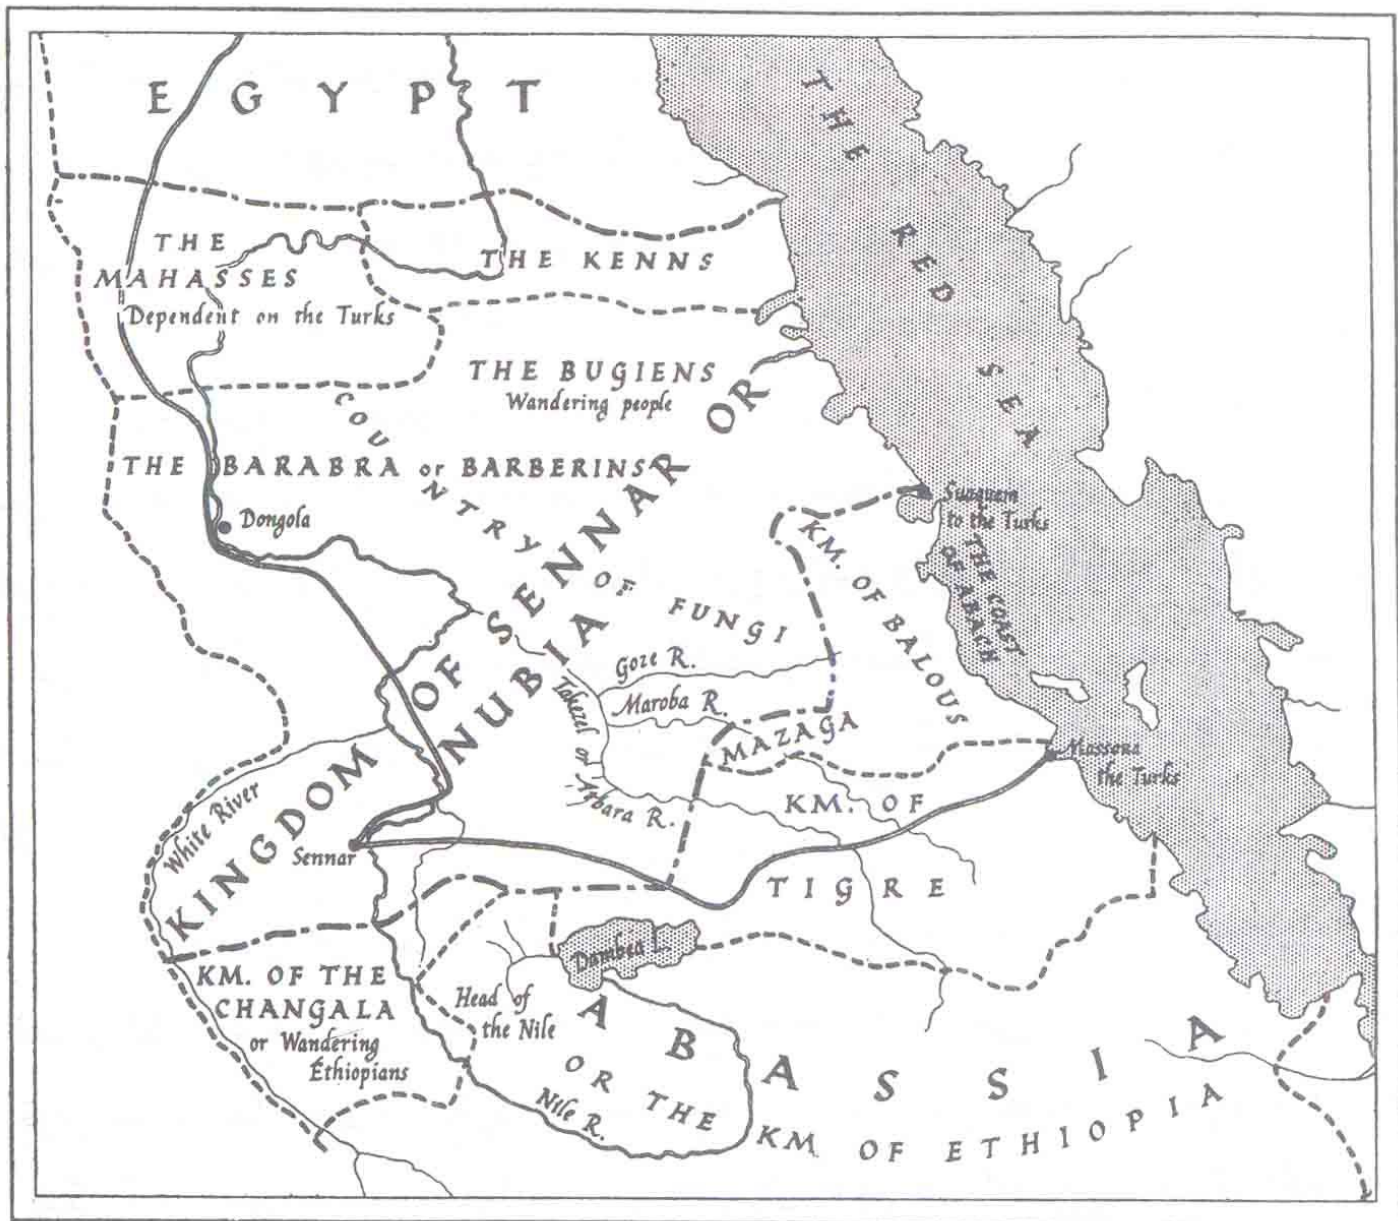 EGYPT
THE RED SEA
THE
MAHASSES
Dependent on the Turks
THE KENNS
THE BUGIENS
Wandering people
COUNTRY OF FUNGI
THE BARABRA or BARBERINS
Dongola
KINGDOM OF SENNAR OR
NUBIA
Suaquem
to the Turks
THE COAST
OF ABACH
KM. OF BALOUS
Goze R.
Maroba R.
Takezel or
Atbara R.
MAZAGA
Massoua
the Turks
White River
Sennar
KM. OF
TIGRE
Dambea L.
KM. OF THE
CHANGALA
or Wandering
Ethiopians
Head of
the Nile
Nile R.
ABASSIA
OR THE KM OF ETHIOPIA